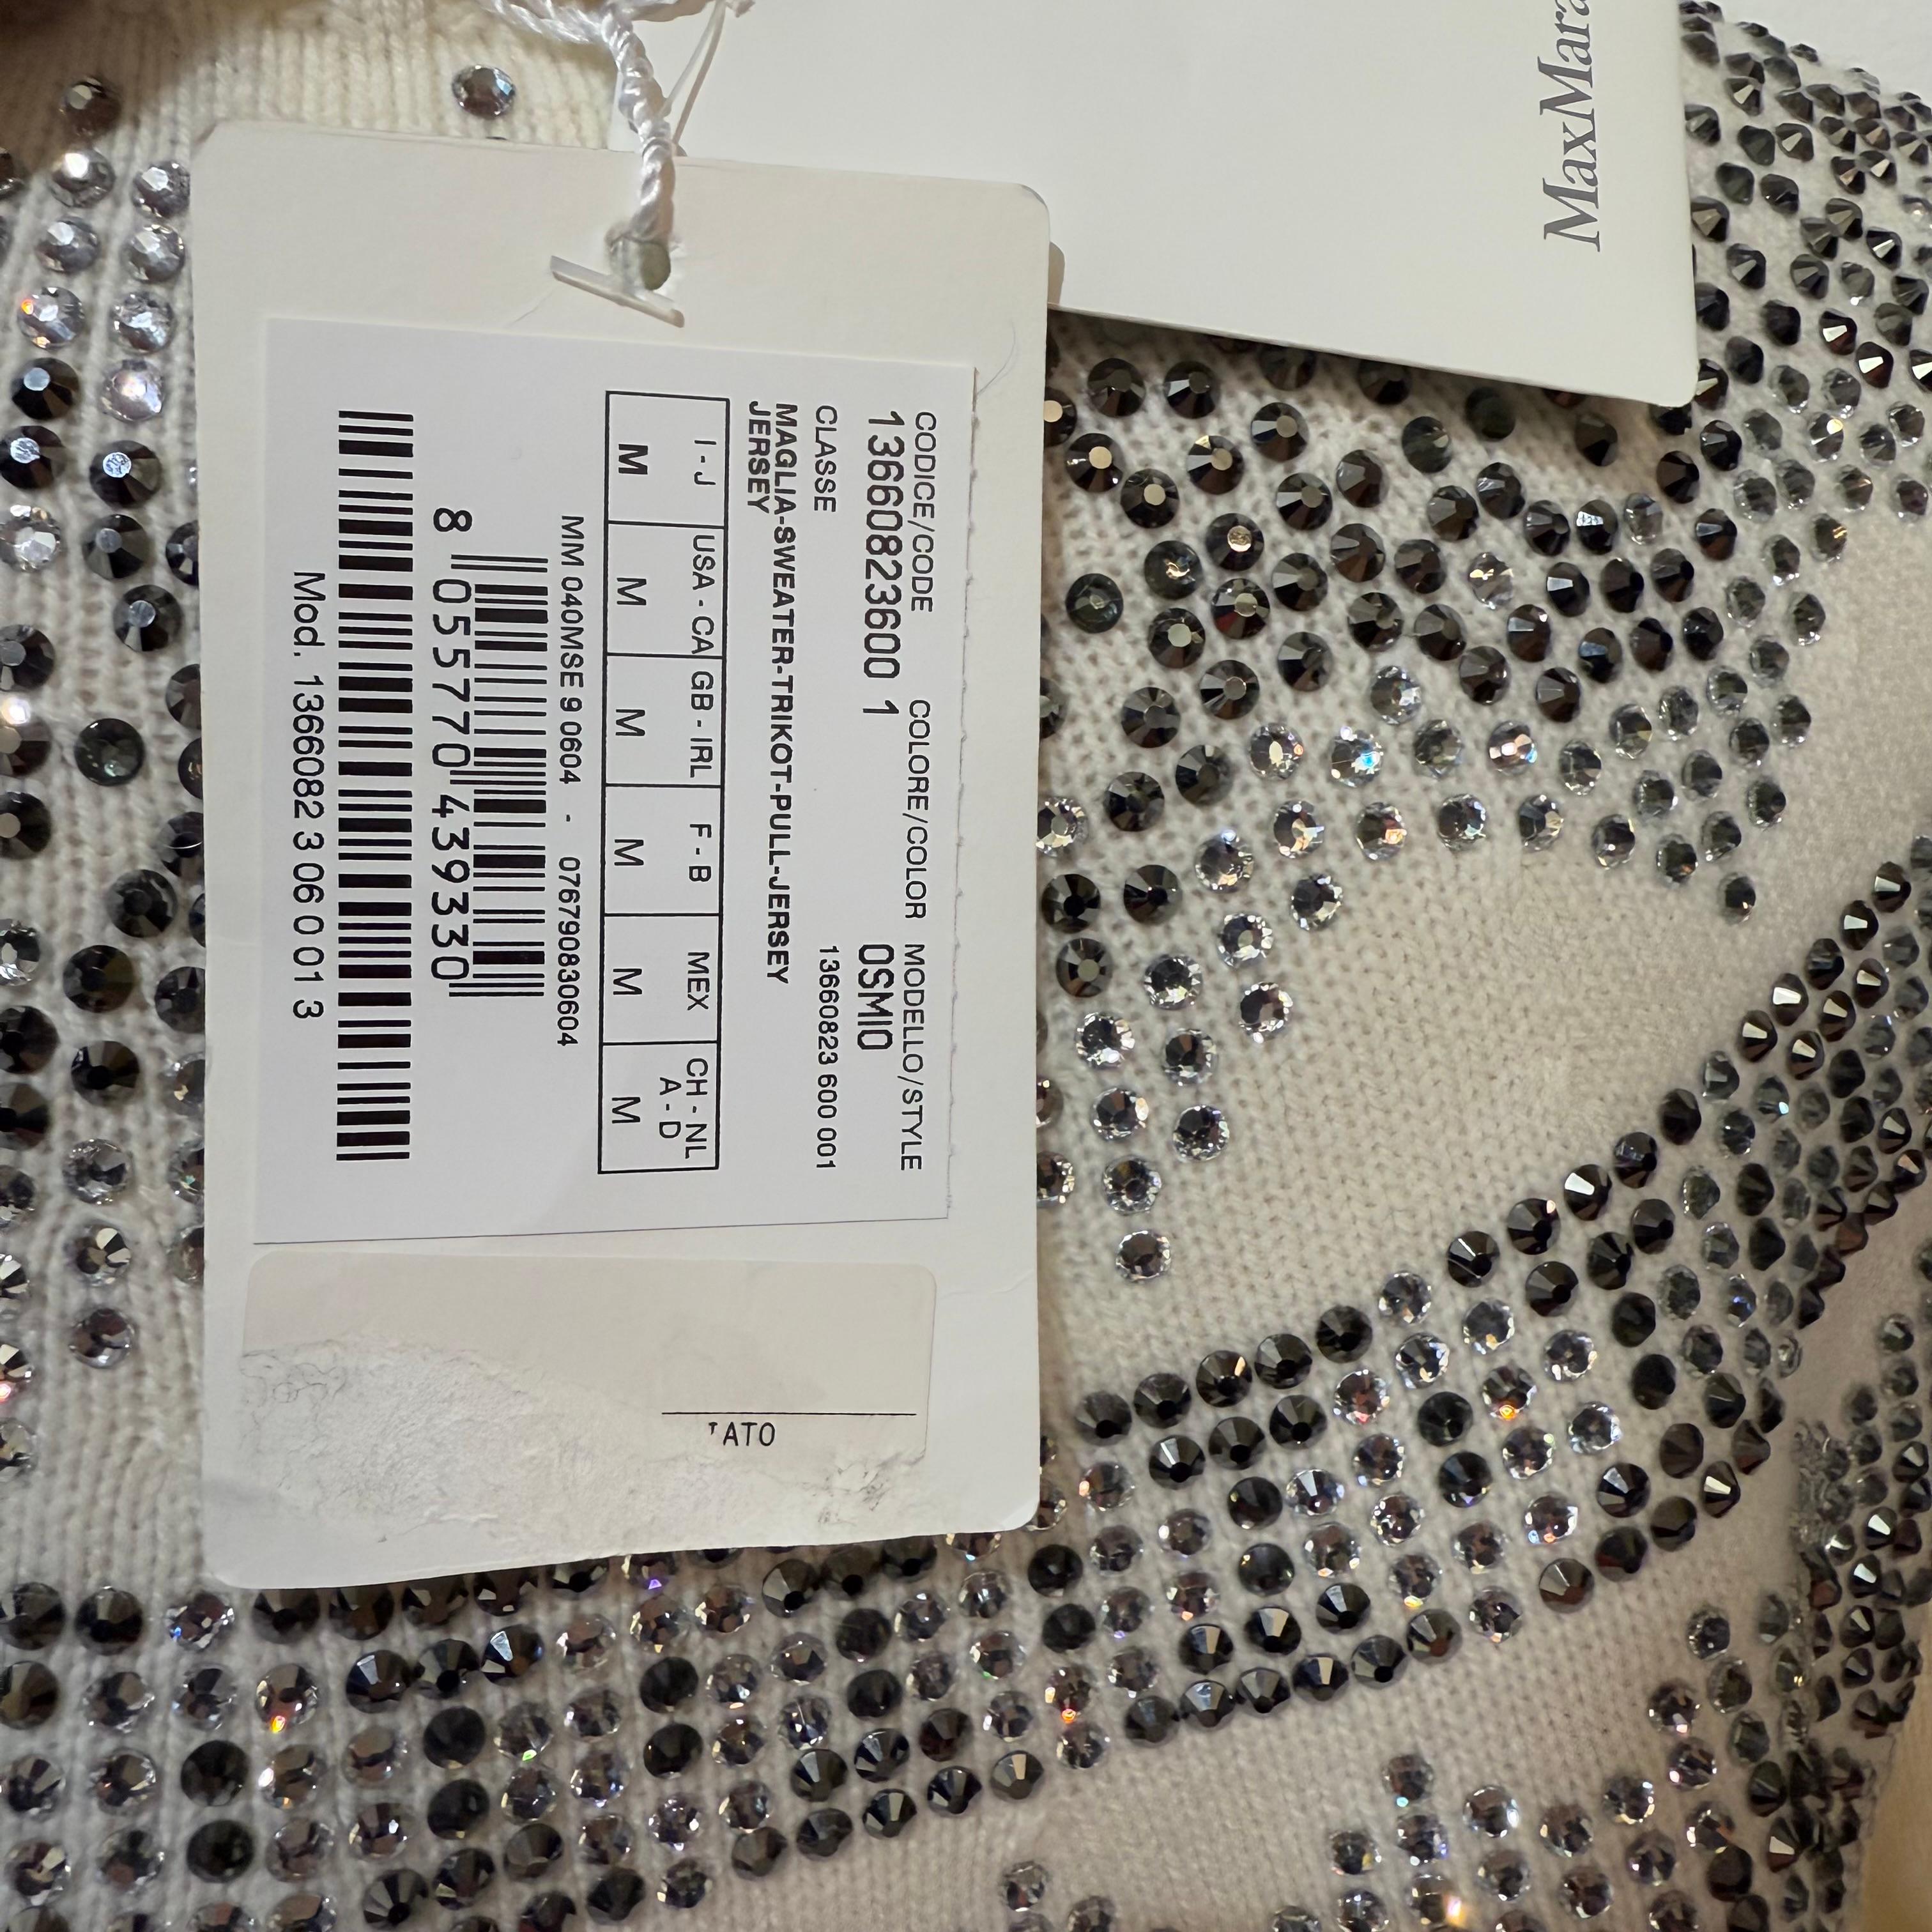 MaxMara
CODICE/CODE COLORE/COLOR MODELLO/STYLE
13660823600 1 OSMIO
CLASSE 13660823 600 001
MAGLIA-SWEATER-TRIKOT-PULL-JERSEY
JERSEY
I - J USA - CA GB - IRL F - B MEX CH - NL A - D
M M M M M M
MM 040MSE 9 0604 - 0767908830604
8 055770 439330
Mod. 1366082 3 06 0 01 3
TATO